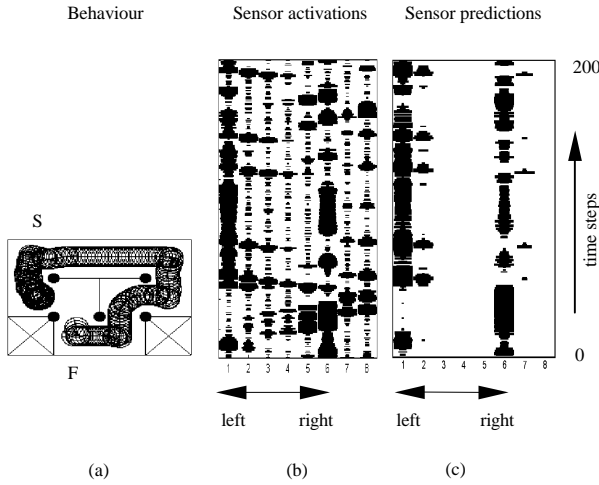 Behaviour
Sensor activations
Sensor predictions
200
time steps
0
S
F
1 2 3 4 5 6 7 8
1 2 3 4 5 6 7 8
left right
left right
(a)
(b)
(c)